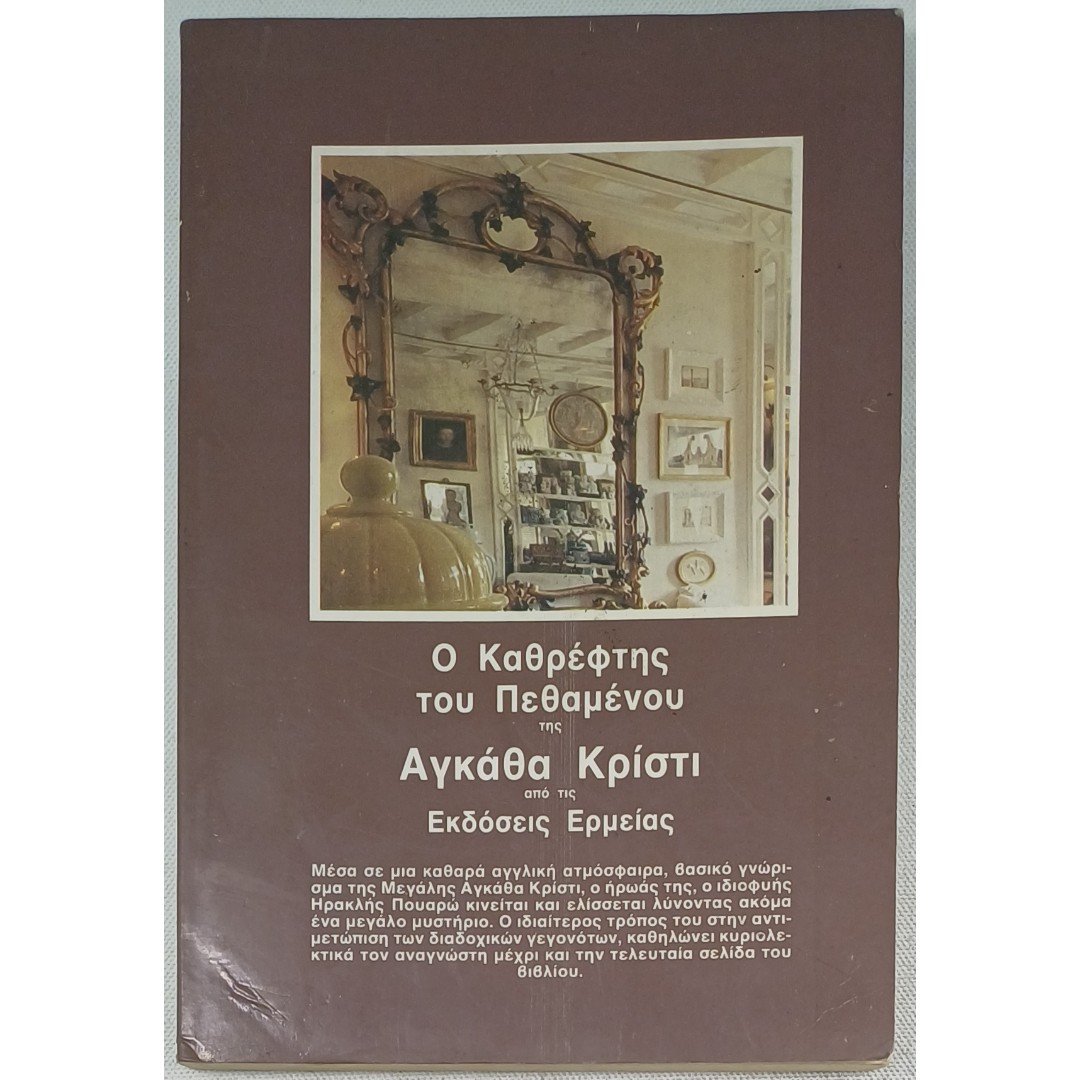 Ο Καθρέφτης
του Πεθαμένου
της
Αγκάθα Κρίστι
από τις
Εκδόσεις Ερμείας
Μέσα σε μια καθαρά αγγλική ατμόσφαιρα, βασικό γνώρι-
σμα της Μεγάλης Αγκάθα Κρίστι, ο ήρωάς της, ο ιδιοφυής
Ηρακλής Πουαρώ κινείται και ελίσσεται λύνοντας ακόμα
ένα μεγάλο μυστήριο. Ο ιδιαίτερος τρόπος του στην αντι-
μετώπιση των διαδοχικών γεγονότων, καθηλώνει κυριολε-
κτικά τον αναγνώστη μέχρι και την τελευταία σελίδα του
βιβλίου.